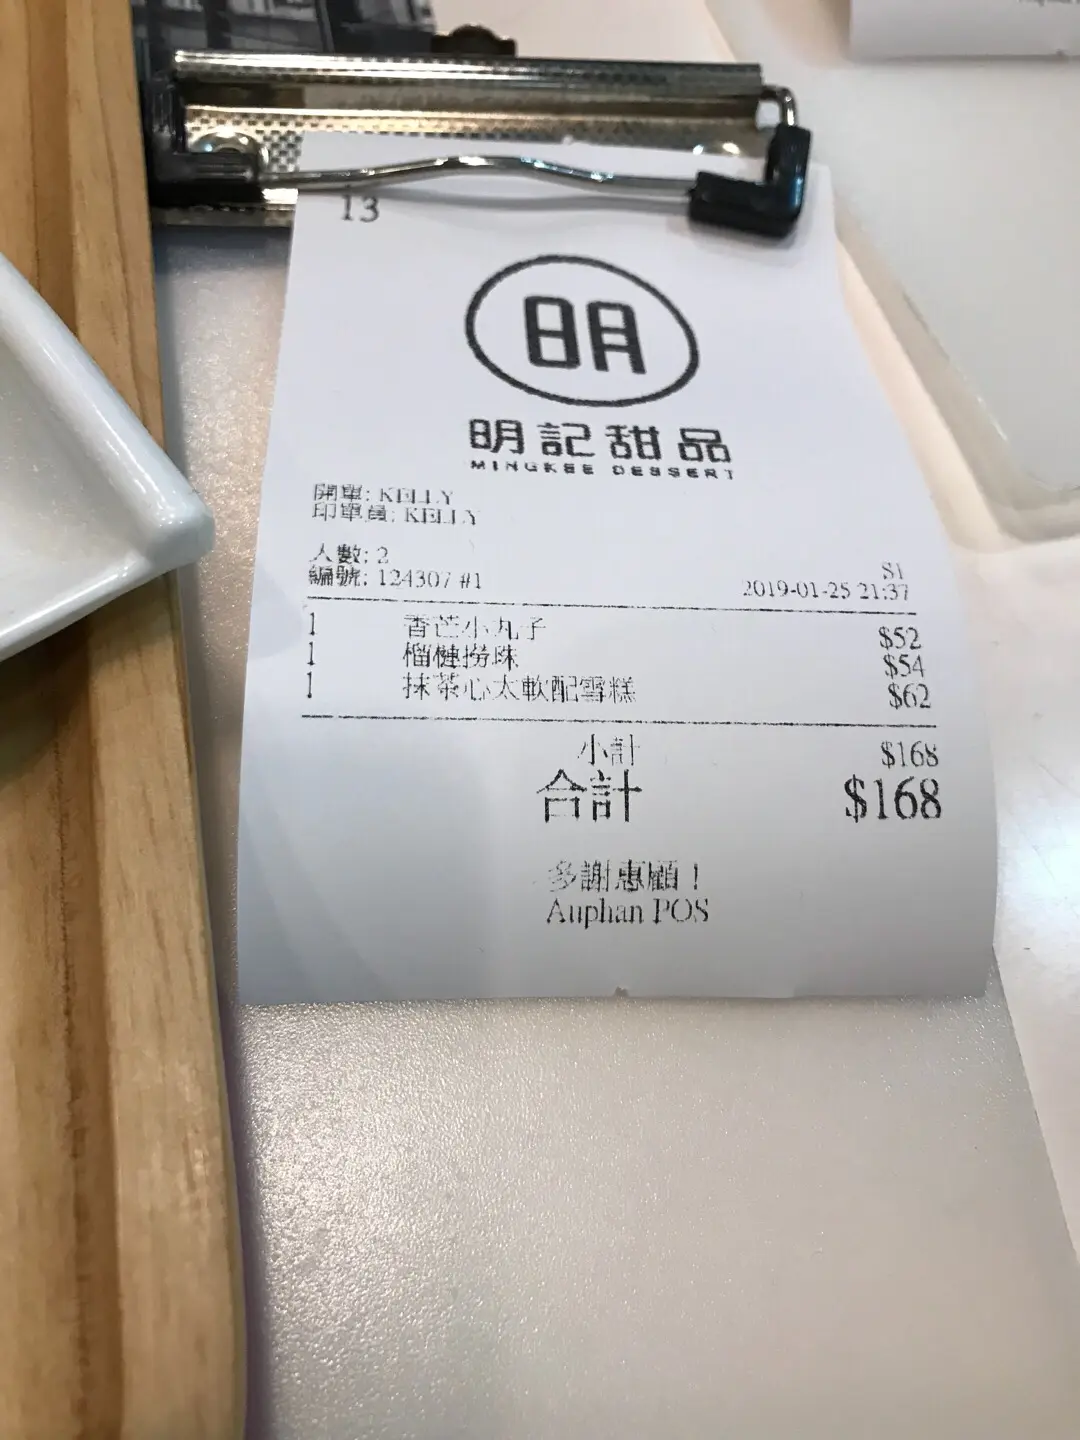 13
明
明記甜品
MINGKEE DESSERT
開單: KELLY
印單員: KELLY
人數: 2
S1
編號: 124307 #1 2019-01-25 21:37
1 香芒小丸子 $52
1 榴槤撈珠 $54
1 抹茶心太軟配雪糕 $62
小計 $168
合計 $168
多謝惠顧！
Auphan POS